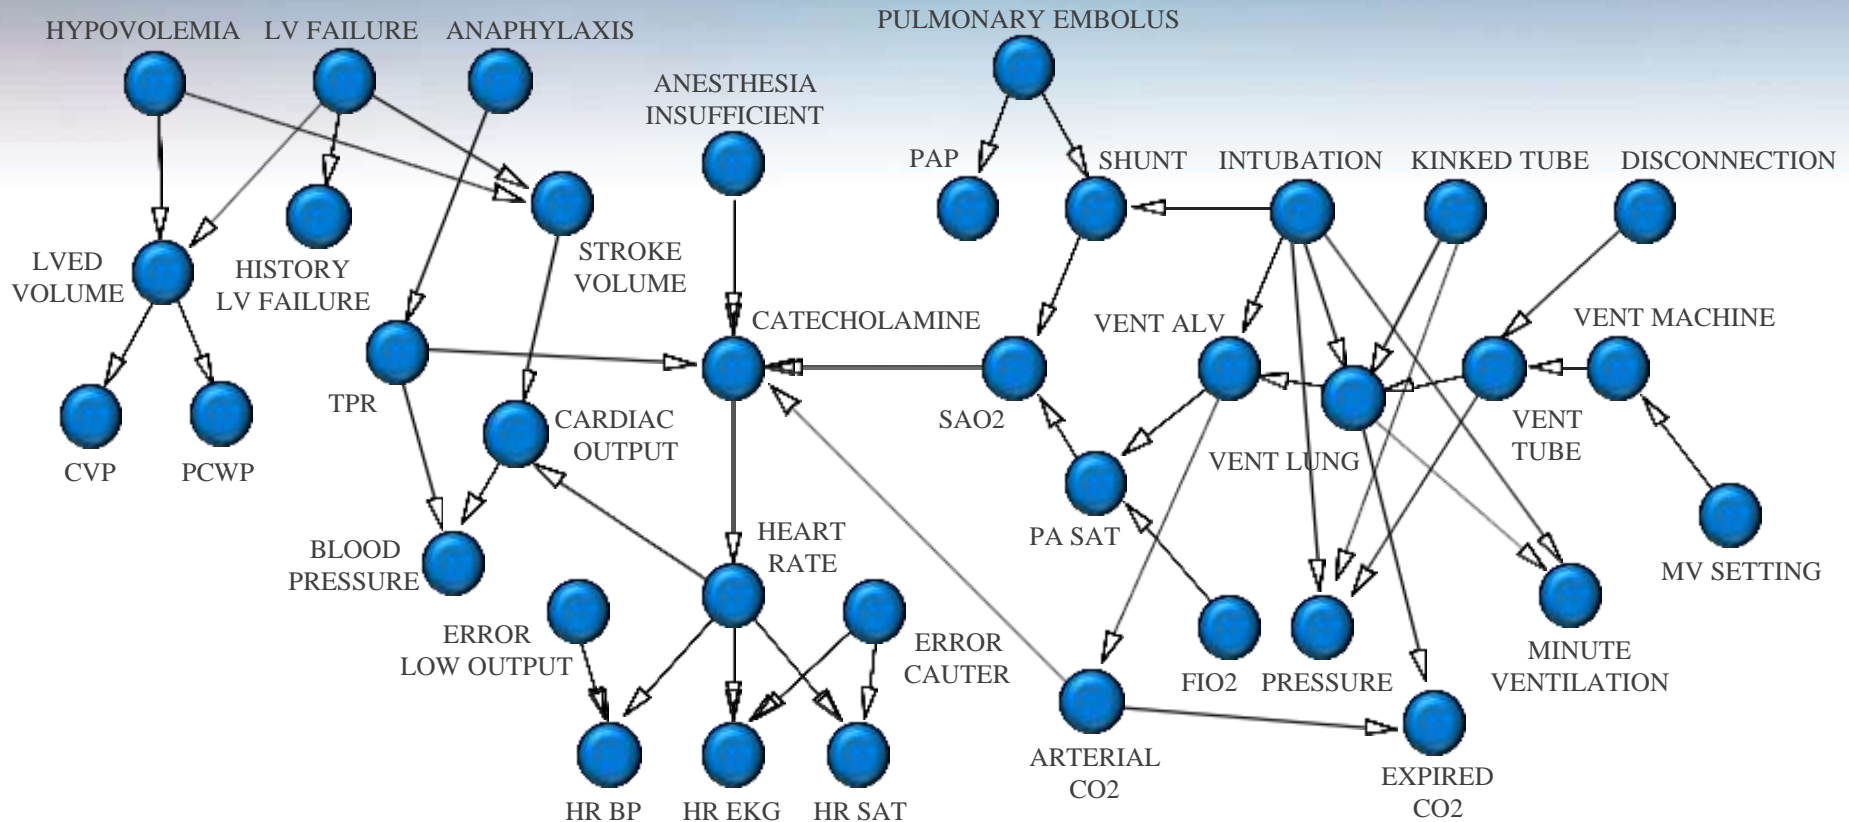 PULMONARY EMBOLUS
HYPOVOLEMIA
LV FAILURE
ANAPHYLAXIS
ANESTHESIA
INSUFFICIENT
PAP
SHUNT
INTUBATION
KINKED TUBE
DISCONNECTION
LVED
VOLUME
HISTORY
LV FAILURE
STROKE
VOLUME
CATECHOLAMINE
VENT ALV
VENT MACHINE
TPR
CARDIAC
OUTPUT
SAO2
VENT LUNG
VENT
TUBE
CVP
PCWP
BLOOD
PRESSURE
HEART
RATE
PA SAT
MV SETTING
ERROR
LOW OUTPUT
ERROR
CAUTER
FIO2
PRESSURE
MINUTE
VENTILATION
HR BP
HR EKG
HR SAT
ARTERIAL
CO2
EXPIRED
CO2